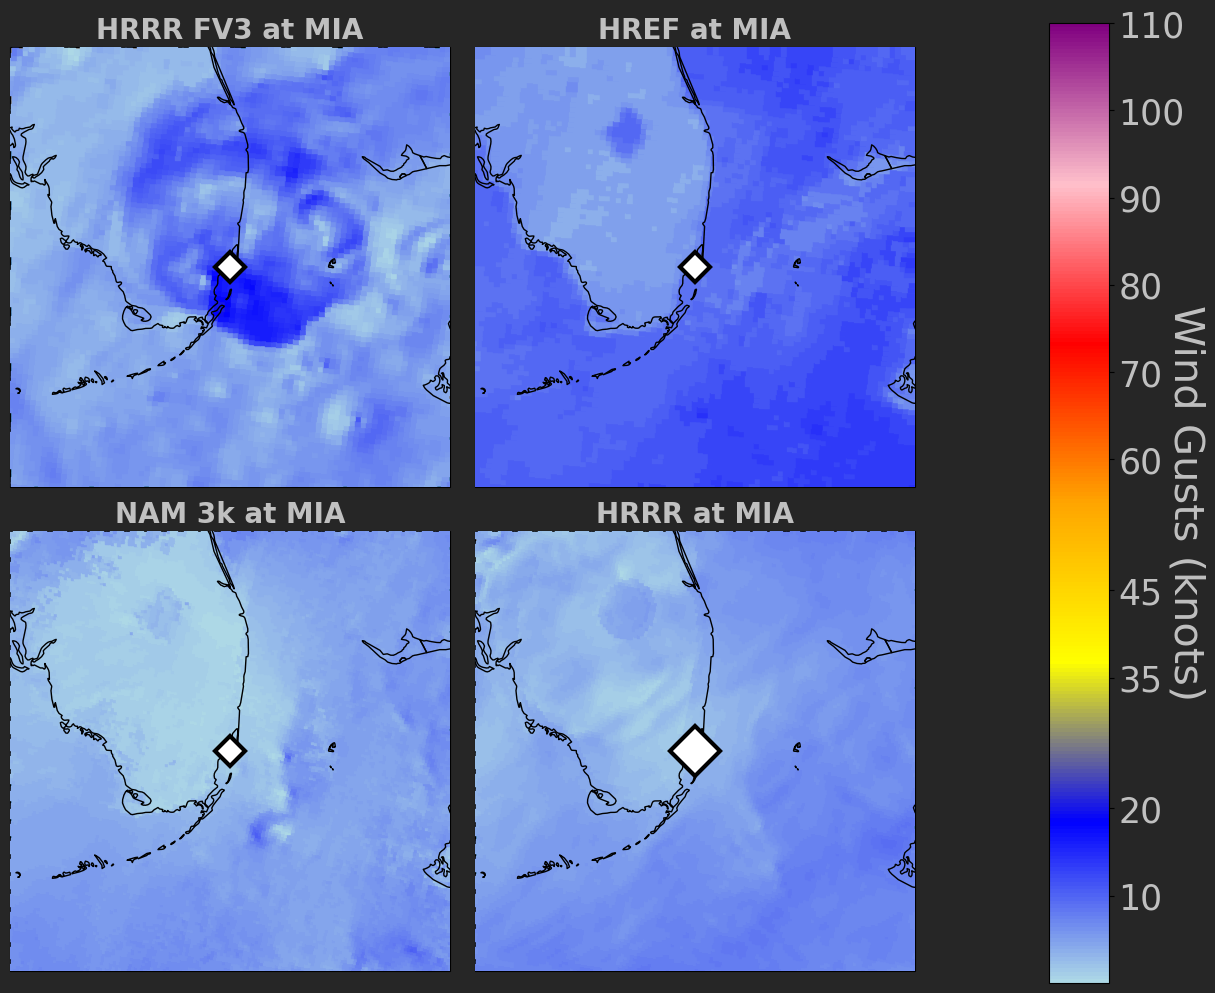 HRRR FV3 at MIA
HREF at MIA
NAM 3k at MIA
HRRR at MIA
110
100
90
80
70
60
45
35
20
10
Wind Gusts (knots)